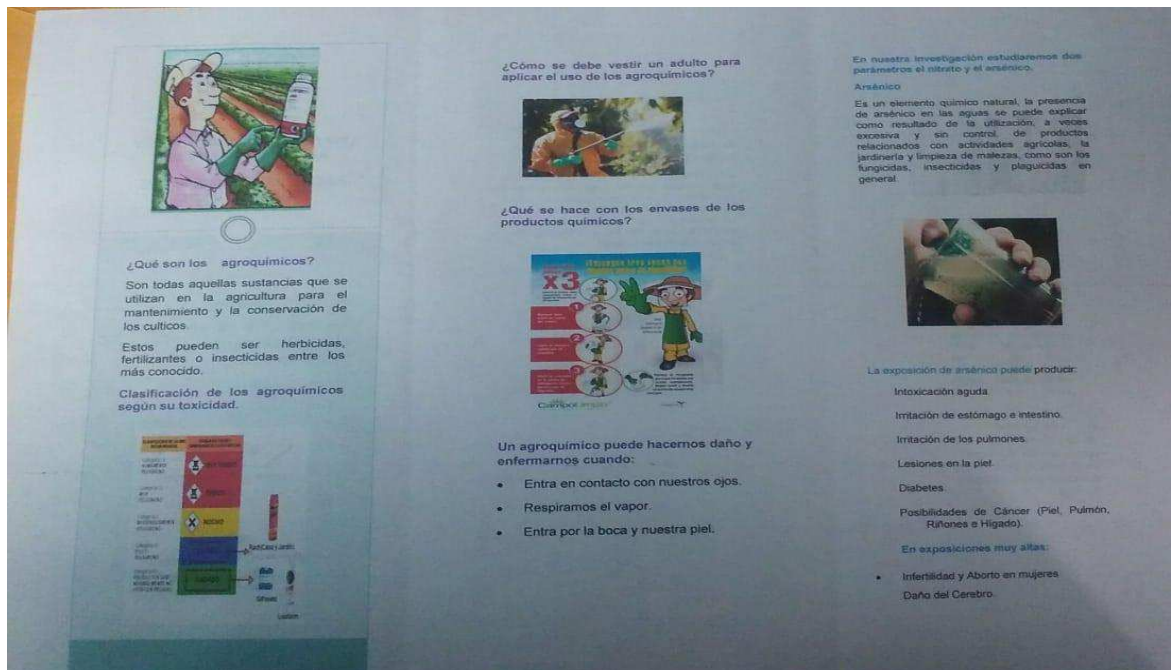 ¿Qué son los agroquímicos?
Son todas aquellas sustancias que se
utilizan en la agricultura para el
mantenimiento y la conservación de
los culticos.
Estos pueden ser herbicidas,
fertilizantes o insecticidas entre los
más conocido.
Clasificación de los agroquímicos
según su toxicidad.
¿Cómo se debe vestir un adulto para
aplicar el uso de los agroquímicos?
¿Qué se hace con los envases de los
productos químicos?
X3
1
2
3
CampoLimpio
Un agroquímico puede hacernos daño y
enfermarnos cuando:
• Entra en contacto con nuestros ojos.
• Respiramos el vapor.
• Entra por la boca y nuestra piel.
En nuestra investigación estudiaremos dos
parámetros el nitrato y el arsénico.
Arsénico
Es un elemento químico natural, la presencia
de arsénico en las aguas se puede explicar
como resultado de la utilización, a veces
excesiva y sin control, de productos
relacionados con actividades agrícolas, la
jardinería y limpieza de malezas, como son los
fungicidas, insecticidas y plaguicidas en
general.
La exposición de arsénico puede producir:
Intoxicación aguda.
Irritación de estómago e intestino.
Irritación de los pulmones.
Lesiones en la piel.
Diabetes.
Posibilidades de Cáncer (Piel, Pulmón,
Riñones e Hígado).
En exposiciones muy altas:
• Infertilidad y Aborto en mujeres
Daño del Cerebro.